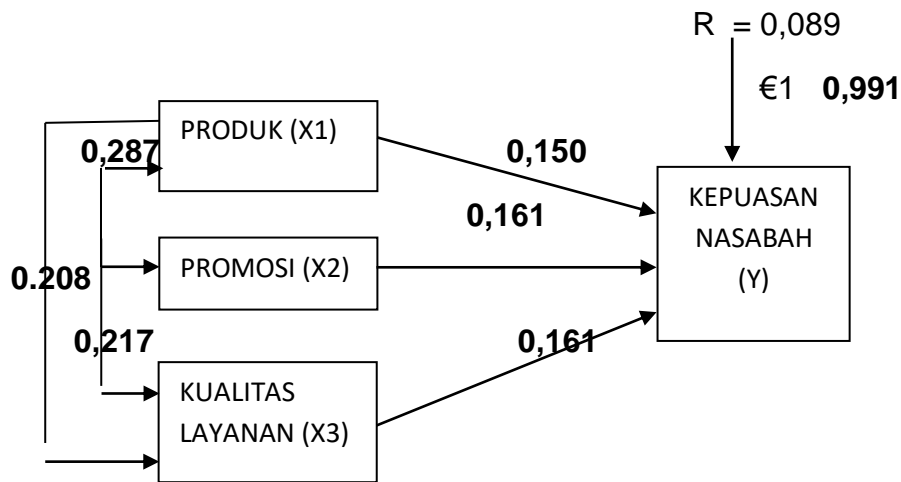 R = 0,089
€1 0,991
PRODUK (X1)
0,287
0,150
KEPUASAN
NASABAH
(Y)
0,161
PROMOSI (X2)
0.208
0,217
0,161
KUALITAS
LAYANAN (X3)